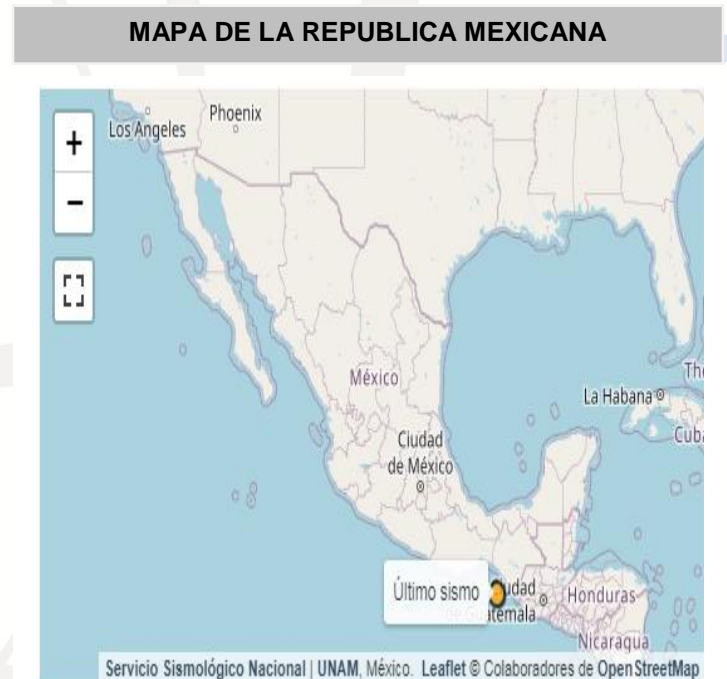 MAPA DE LA REPUBLICA MEXICANA
+
Los Angeles
Phoenix
−
México
La Habana
Cuba
Ciudad
de México
Último sismo
Honduras
Nicaragua
Servicio Sismológico Nacional | UNAM, México. Leaflet © Colaboradores de OpenStreetMap